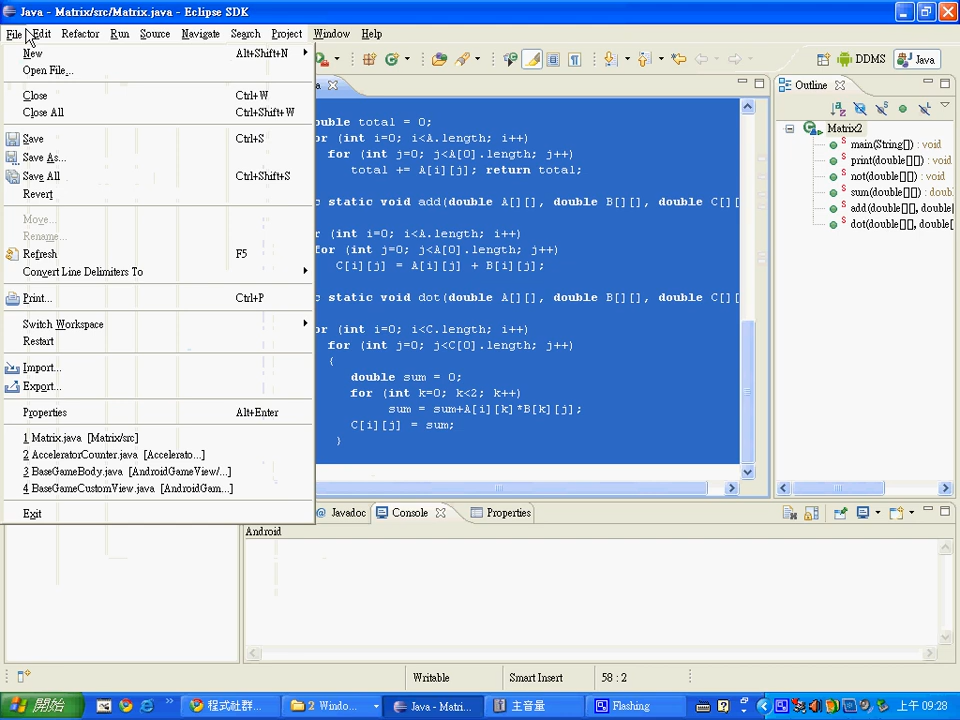 Java - Matrix/src/Matrix.java - Eclipse SDK
File Edit Refactor Run Source Navigate Search Project Window Help
New Alt+Shift+N
Open File...
Close Ctrl+W
Close All Ctrl+Shift+W
Save Ctrl+S
Save As...
Save All Ctrl+Shift+S
Revert
Move...
Rename...
Refresh F5
Convert Line Delimiters To
Print... Ctrl+P
Switch Workspace
Restart
Import...
Export...
Properties Alt+Enter
1 Matrix.java [Matrix/src]
2 AcceleratorCounter.java [Accelerato...]
3 BaseGameBody.java [AndroidGameView/...]
4 BaseGameCustomView.java [AndroidGam...]
Exit
DDMS Java
a
ouble total = 0;
or (int i=0; i<A.length; i++)
for (int j=0; j<A[0].length; j++)
total += A[i][j]; return total;
c static void add(double A[][], double B[][], double C[][
r (int i=0; i<A.length; i++)
for (int j=0; j<A[0].length; j++)
C[i][j] = A[i][j] + B[i][j];
c static void dot(double A[][], double B[][], double C[][
or (int i=0; i<C.length; i++)
for (int j=0; j<C[0].length; j++)
{
double sum = 0;
for (int k=0; k<2; k++)
sum = sum+A[i][k]*B[k][j];
C[i][j] = sum;
}
Outline
Matrix2
main(String[]) : void
print(double[][]) : void
not(double[][]) : void
sum(double[][]) : doub
add(double[][], double[
dot(double[][], double[
@ Javadoc Console Properties
Android
Writable Smart Insert 58 : 2
開始 程式社群... 2 Windo... Java - Matri... 主音量 Flashing 上午 09:28